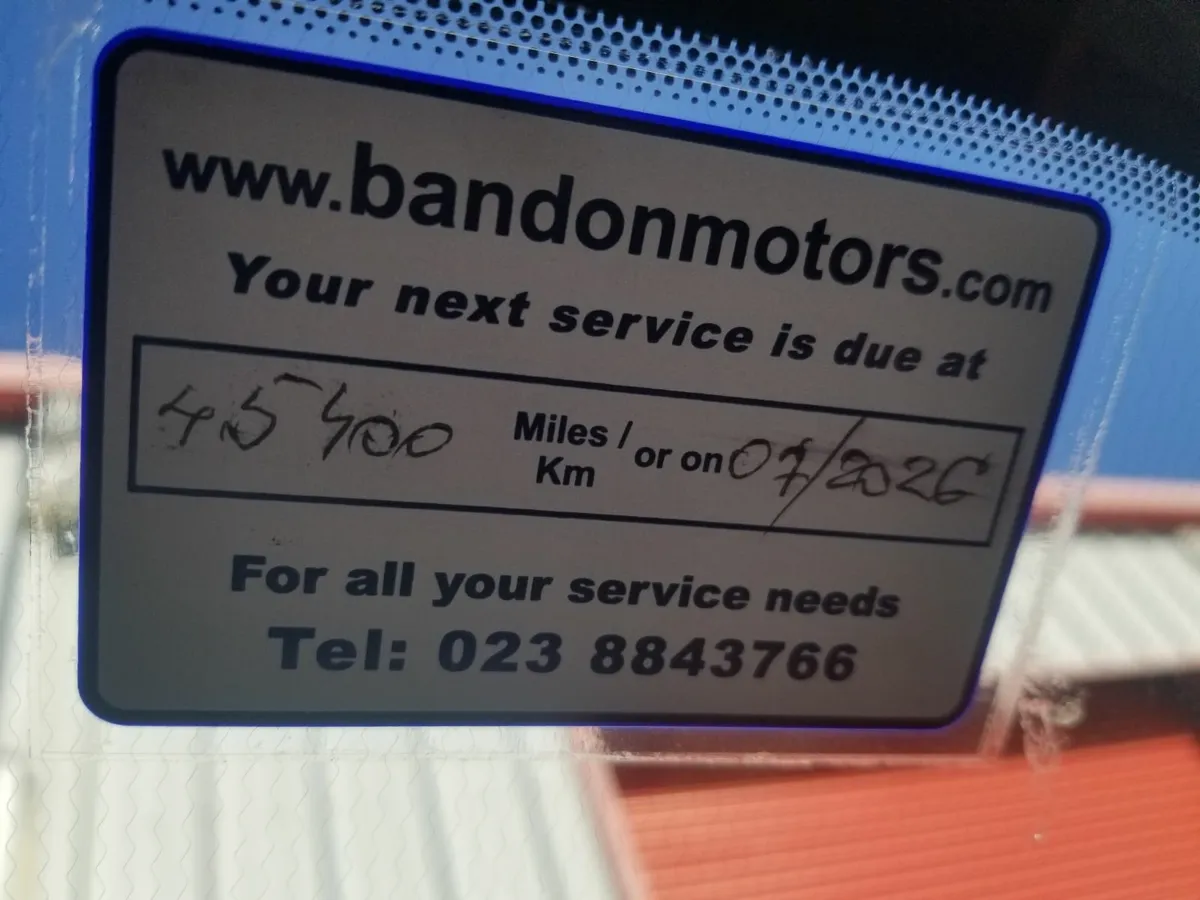 www.bandonmotors.com
Your next service is due at
45400 Miles / Km or on 07/2026
For all your service needs
Tel: 023 8843766